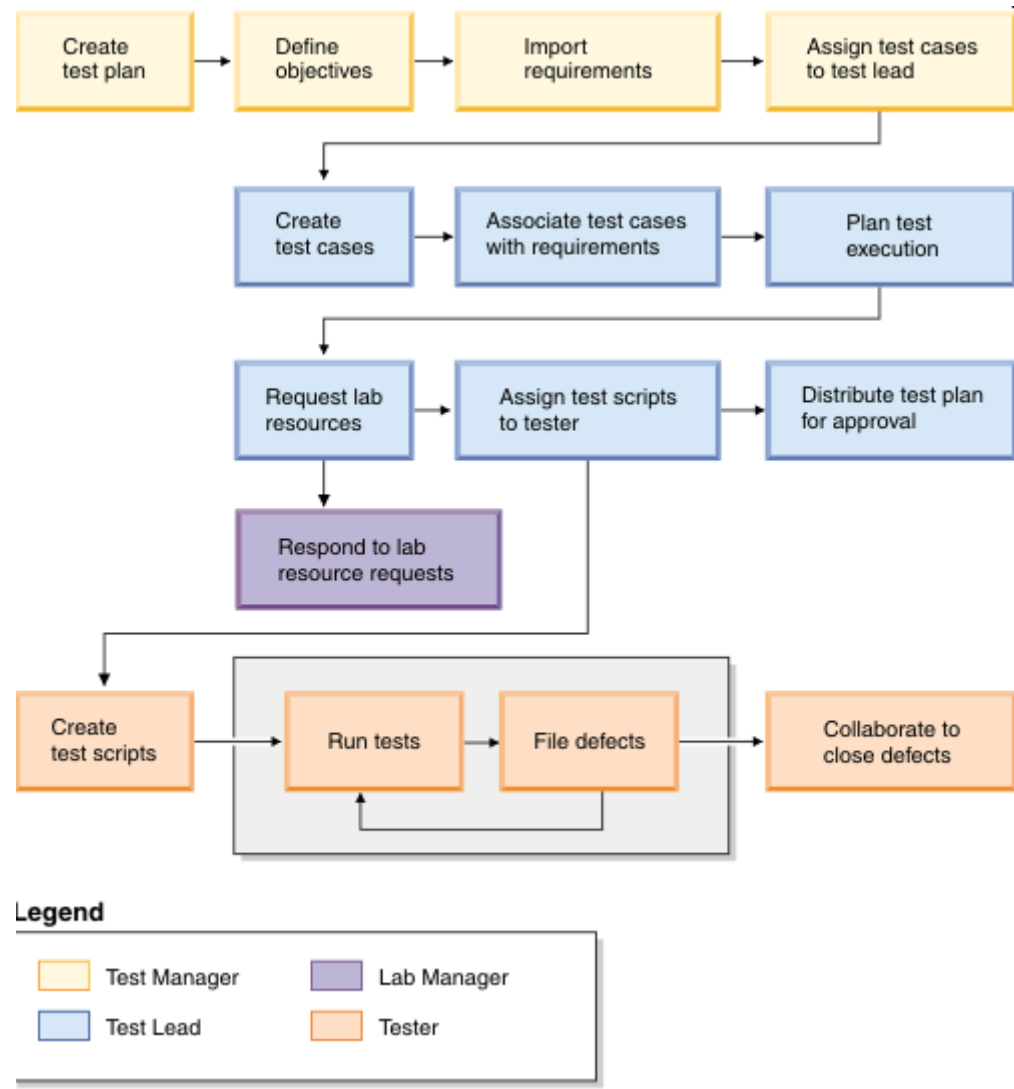 Create
test plan
Define
objectives
Import
requirements
Assign test cases
to test lead
Create
test cases
Associate test cases
with requirements
Plan test
execution
Request lab
resources
Assign test scripts
to tester
Distribute test plan
for approval
Respond to lab
resource requests
Create
test scripts
Run tests
File defects
Collaborate to
close defects
Legend
Test Manager
Lab Manager
Test Lead
Tester